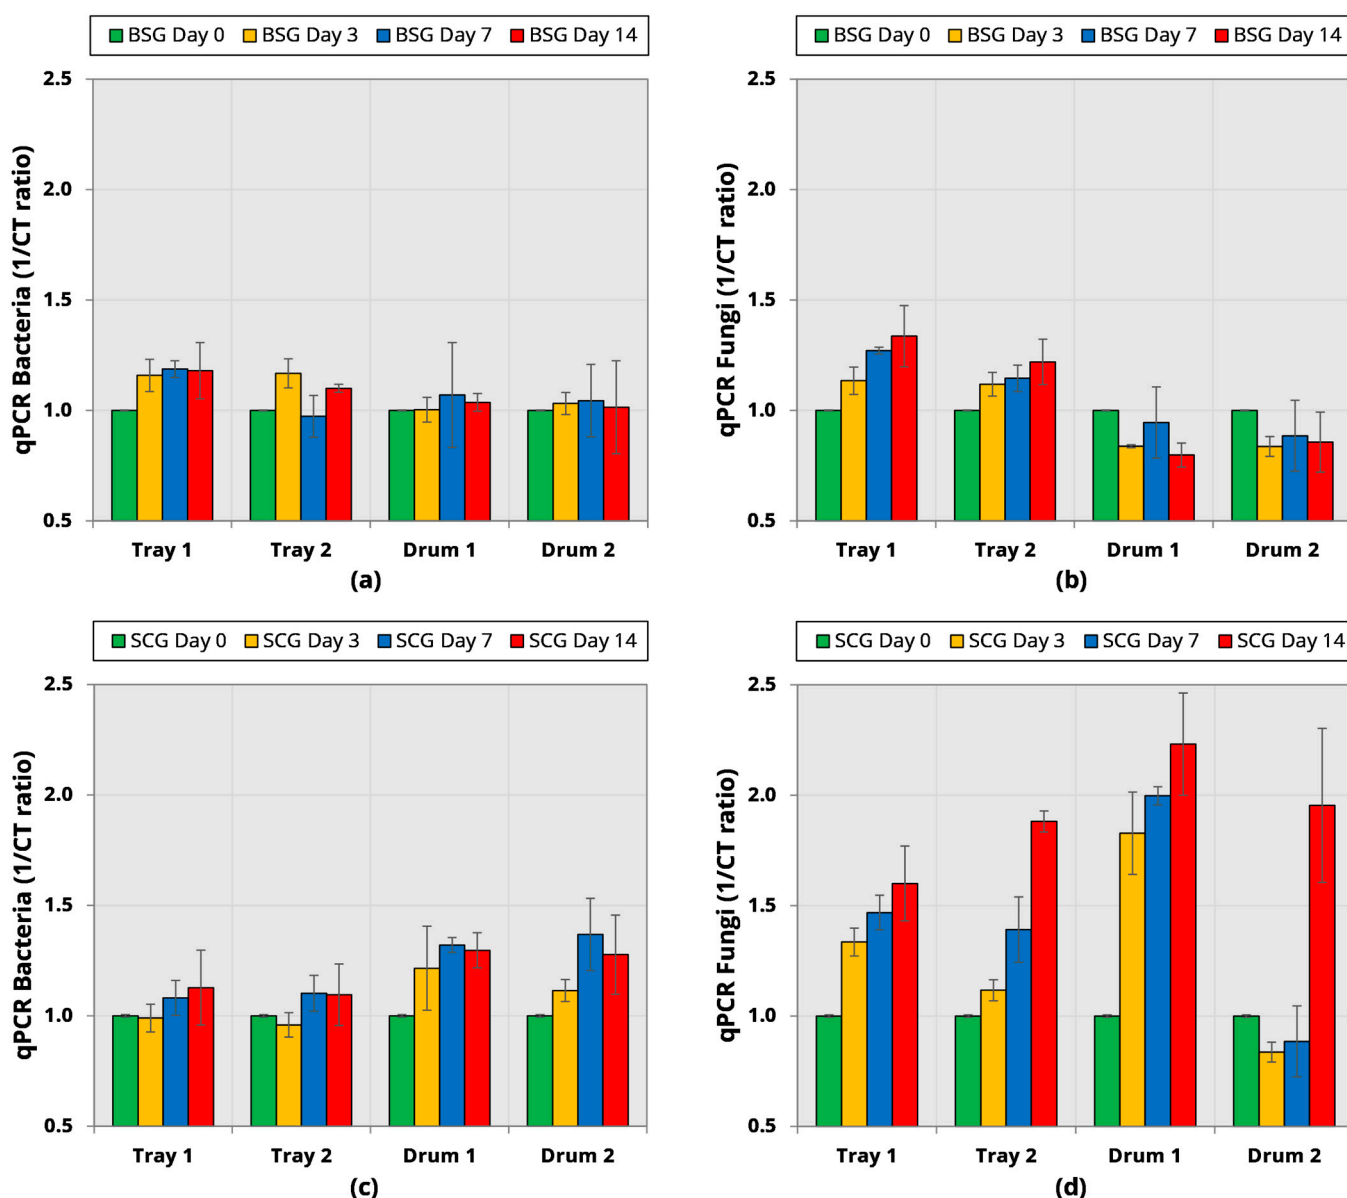 BSG Day 0 BSG Day 3 BSG Day 7 BSG Day 14
qPCR Bacteria (1/CT ratio)
2.5
2.0
1.5
1.0
0.5
Tray 1 Tray 2 Drum 1 Drum 2
(a)
BSG Day 0 BSG Day 3 BSG Day 7 BSG Day 14
qPCR Fungi (1/CT ratio)
2.5
2.0
1.5
1.0
0.5
Tray 1 Tray 2 Drum 1 Drum 2
(b)
SCG Day 0 SCG Day 3 SCG Day 7 SCG Day 14
qPCR Bacteria (1/CT ratio)
2.5
2.0
1.5
1.0
0.5
Tray 1 Tray 2 Drum 1 Drum 2
(c)
SCG Day 0 SCG Day 3 SCG Day 7 SCG Day 14
qPCR Fungi (1/CT ratio)
2.5
2.0
1.5
1.0
0.5
Tray 1 Tray 2 Drum 1 Drum 2
(d)